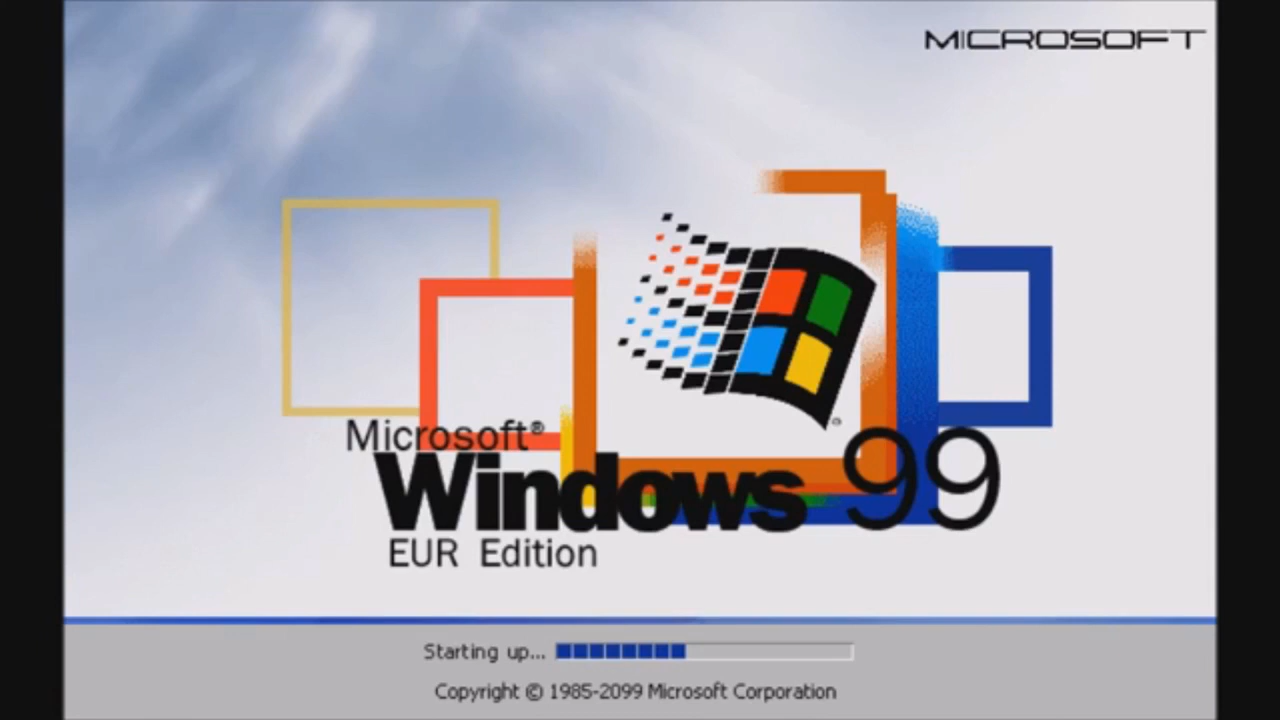 MICROSOFT
Microsoft®
Windows 99
EUR Edition
Starting up...
Copyright © 1985-2099 Microsoft Corporation